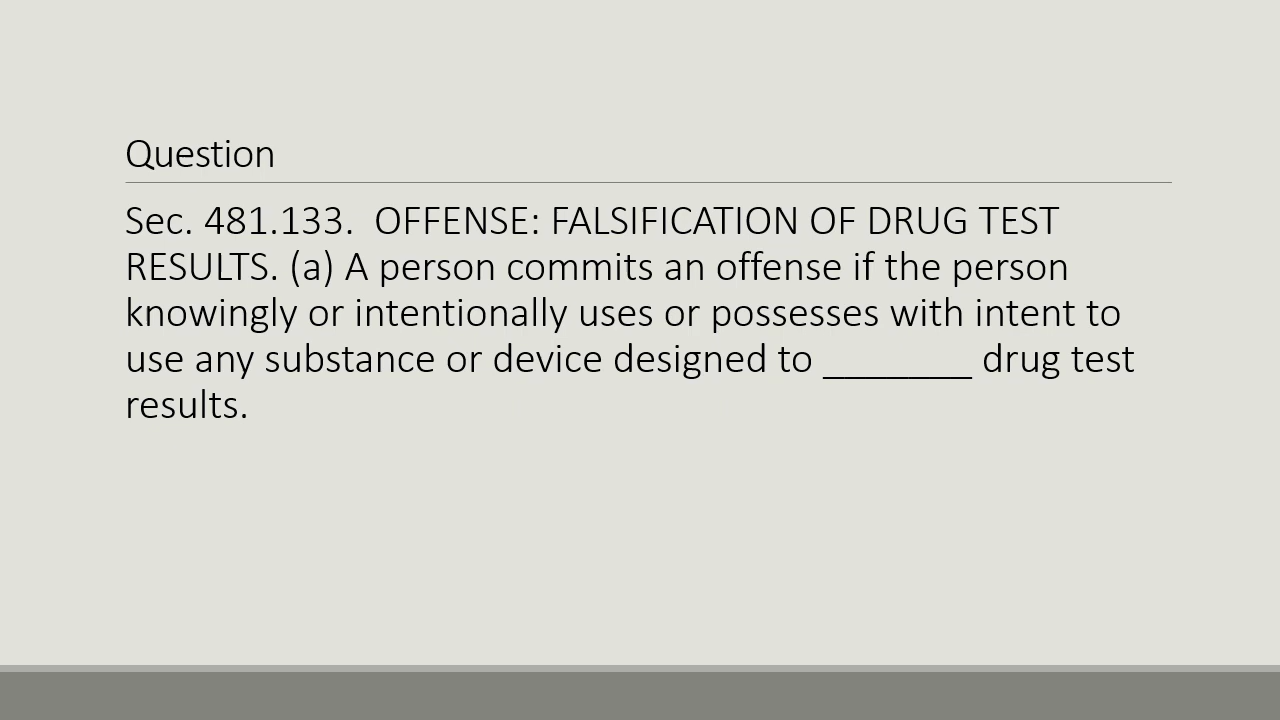 Question
Sec. 481.133.  OFFENSE: FALSIFICATION OF DRUG TEST
RESULTS. (a) A person commits an offense if the person
knowingly or intentionally uses or possesses with intent to
use any substance or device designed to _______ drug test
results.